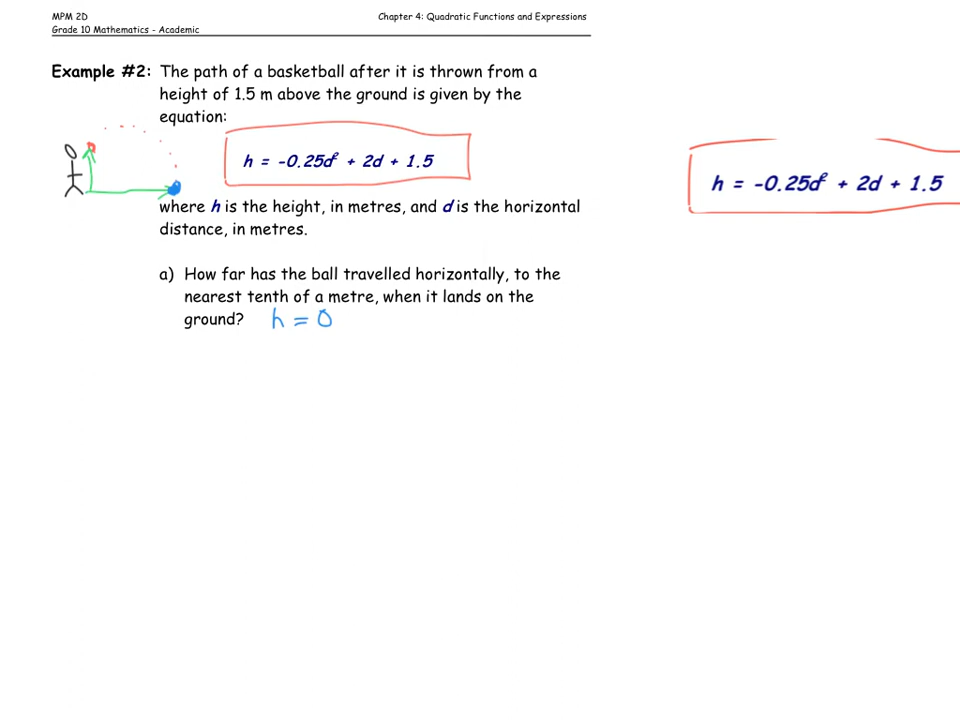 MPM 2D
Chapter 4: Quadratic Functions and Expressions
Grade 10 Mathematics - Academic
Example #2: The path of a basketball after it is thrown from a
height of 1.5 m above the ground is given by the
equation:
h = -0.25d² + 2d + 1.5
h = -0.25d² + 2d + 1.5
where h is the height, in metres, and d is the horizontal
distance, in metres.
a) How far has the ball travelled horizontally, to the
nearest tenth of a metre, when it lands on the
ground? h = 0